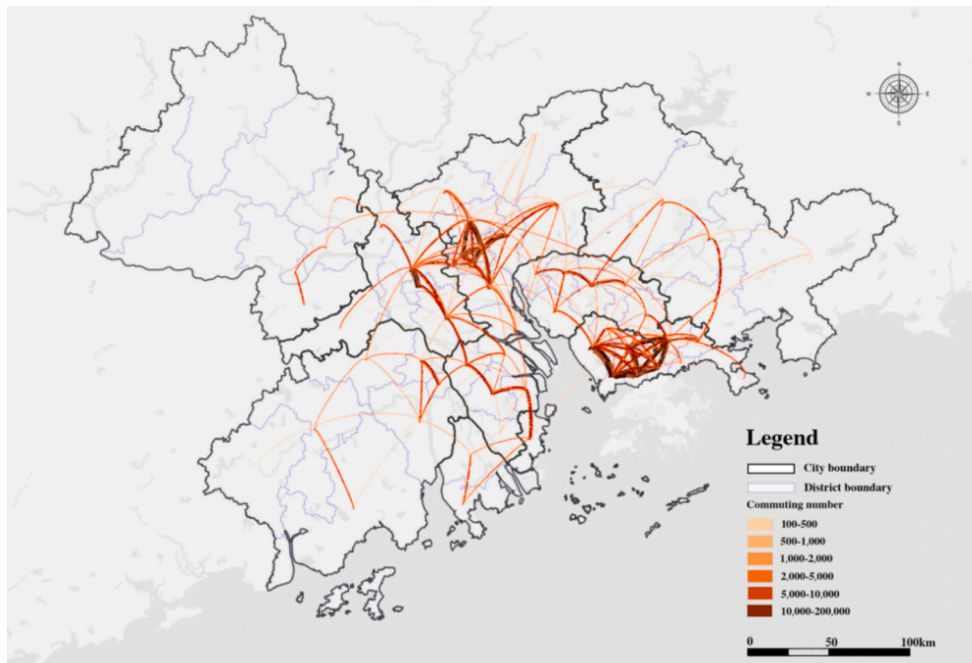 N
W E
S
Legend
City boundary
District boundary
Commuting number
100-500
500-1,000
1,000-2,000
2,000-5,000
5,000-10,000
10,000-200,000
0 50 100km